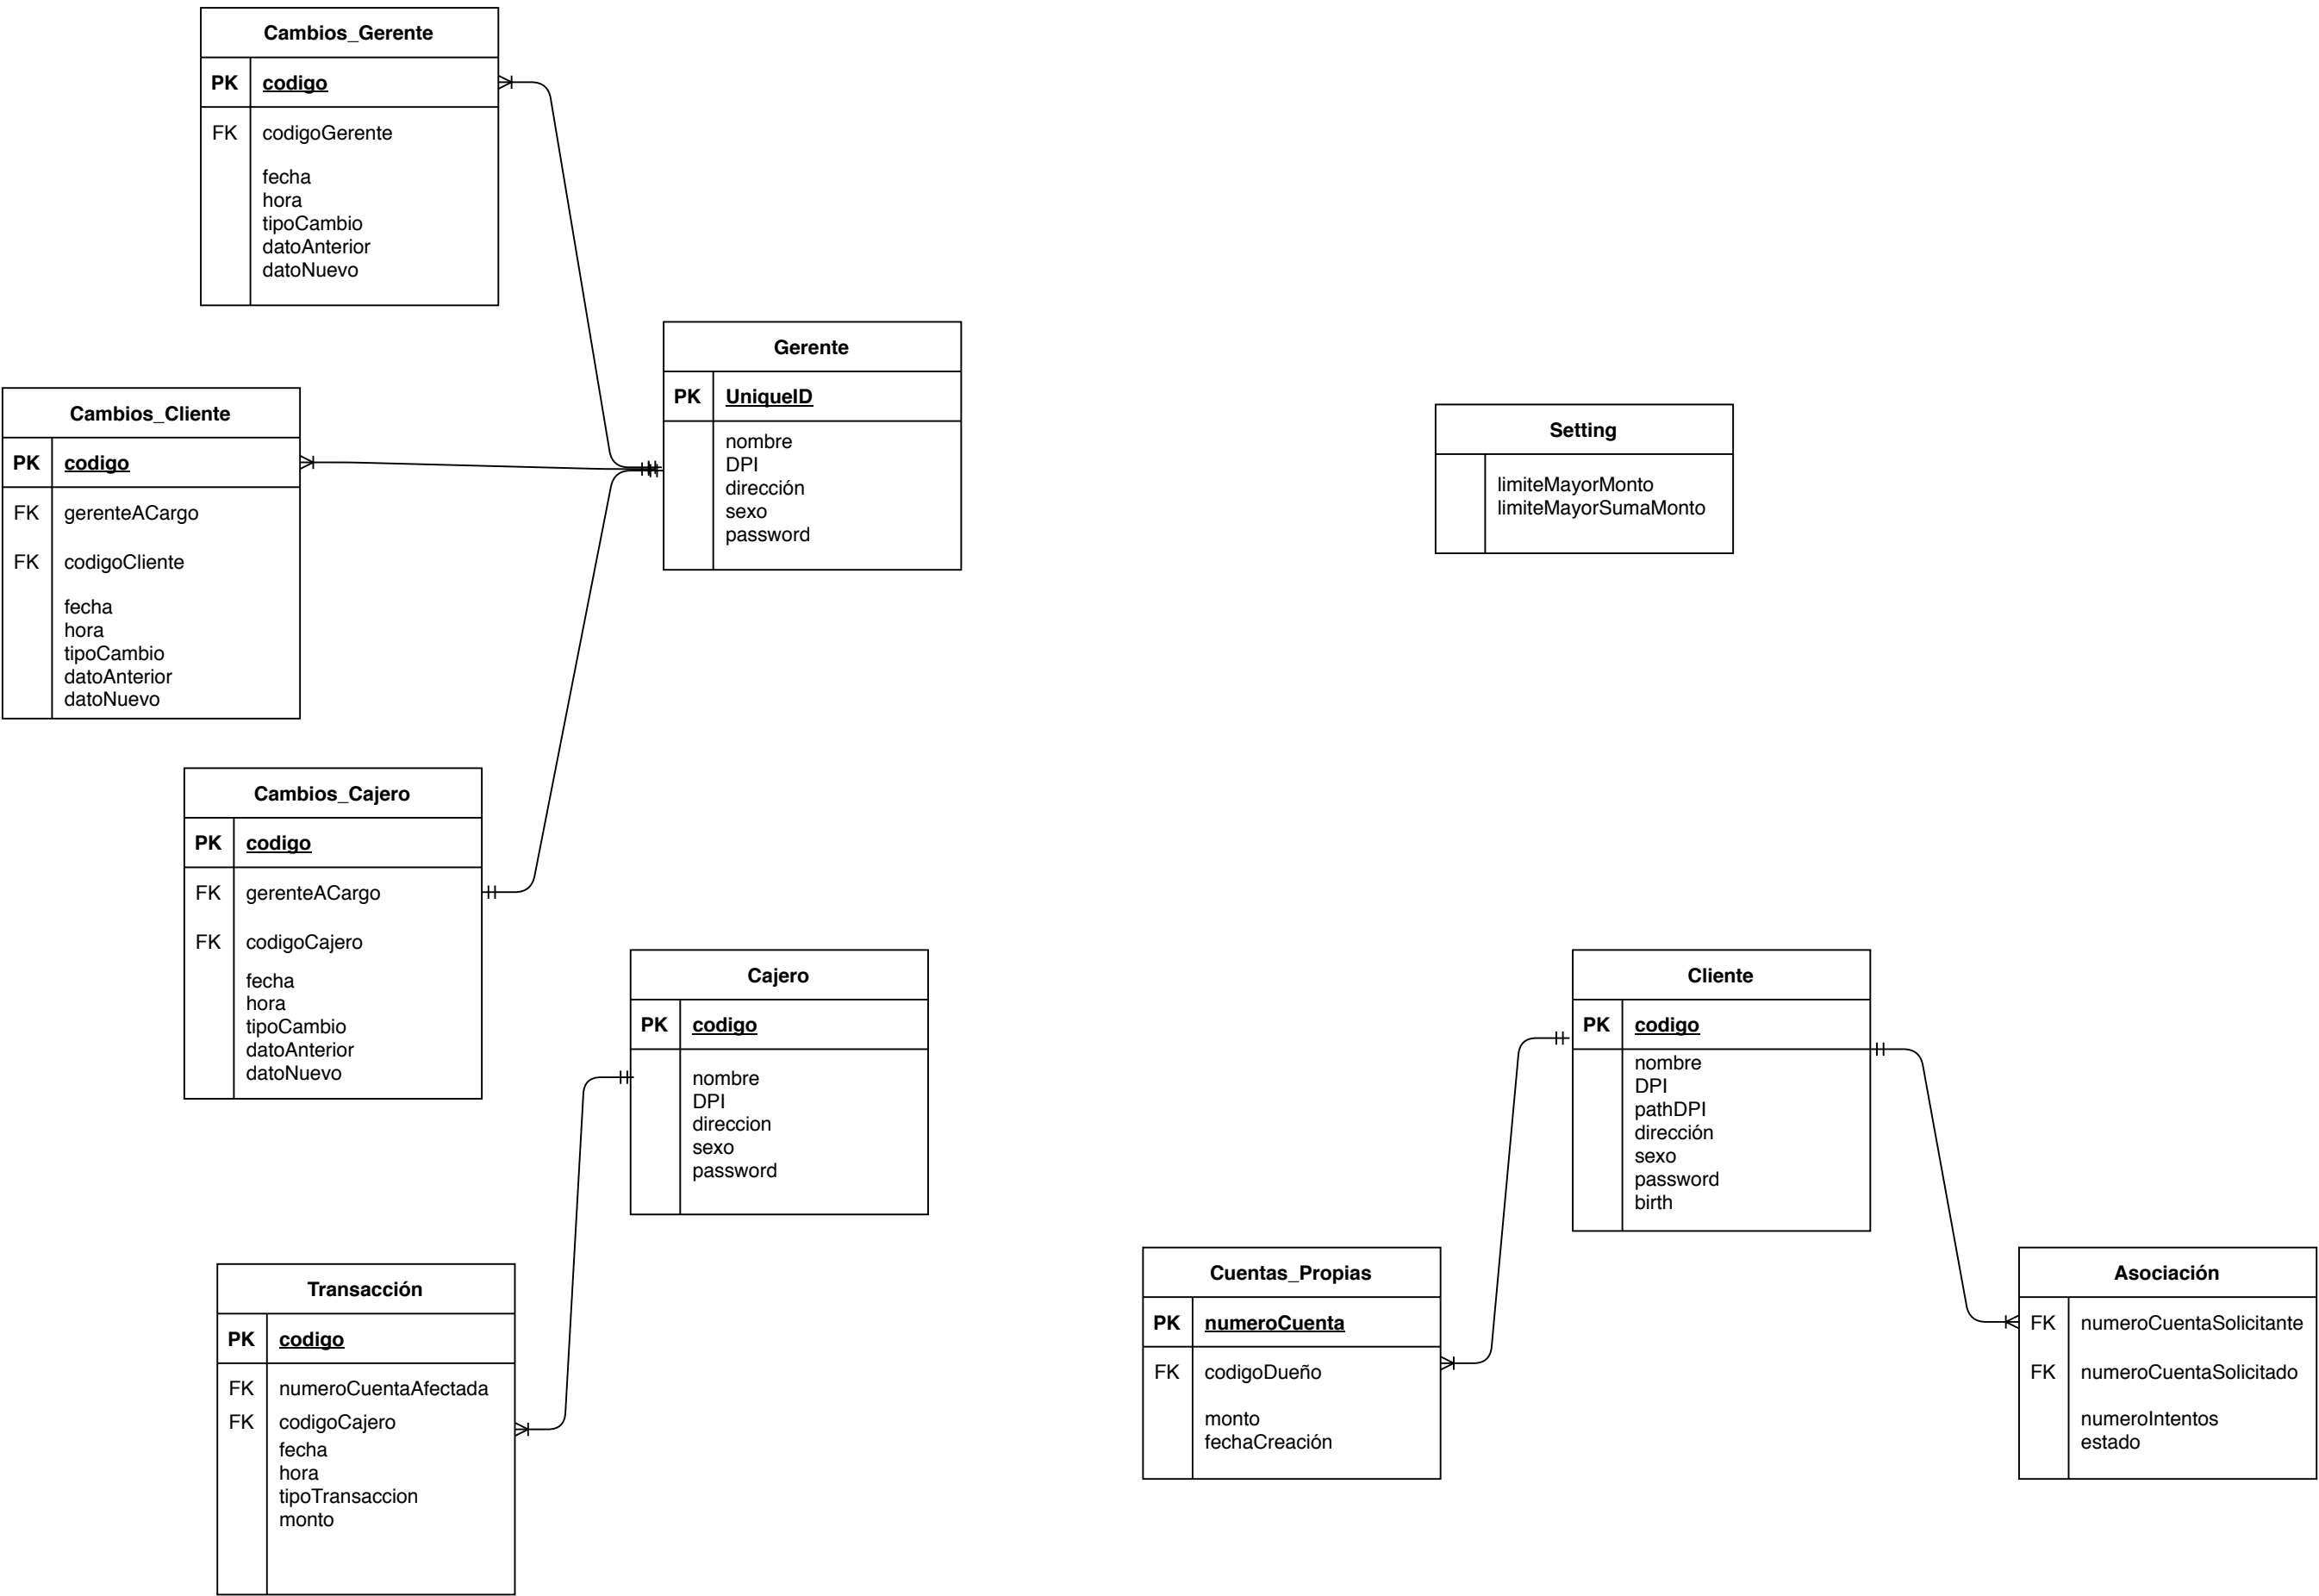 Cambios_Gerente
PK codigo
FK codigoGerente
fecha
hora
tipoCambio
datoAnterior
datoNuevo
Gerente
PK UniqueID
nombre
DPI
dirección
sexo
password
Cambios_Cliente
PK codigo
FK gerenteACargo
FK codigoCliente
fecha
hora
tipoCambio
datoAnterior
datoNuevo
Setting
limiteMayorMonto
limiteMayorSumaMonto
Cambios_Cajero
PK codigo
FK gerenteACargo
FK codigoCajero
fecha
hora
tipoCambio
datoAnterior
datoNuevo
Cajero
PK codigo
nombre
DPI
direccion
sexo
password
Cliente
PK codigo
nombre
DPI
pathDPI
dirección
sexo
password
birth
Transacción
PK codigo
FK numeroCuentaAfectada
FK codigoCajero
fecha
hora
tipoTransaccion
monto
Cuentas_Propias
PK numeroCuenta
FK codigoDueño
monto
fechaCreación
Asociación
FK numeroCuentaSolicitante
FK numeroCuentaSolicitado
numeroIntentos
estado